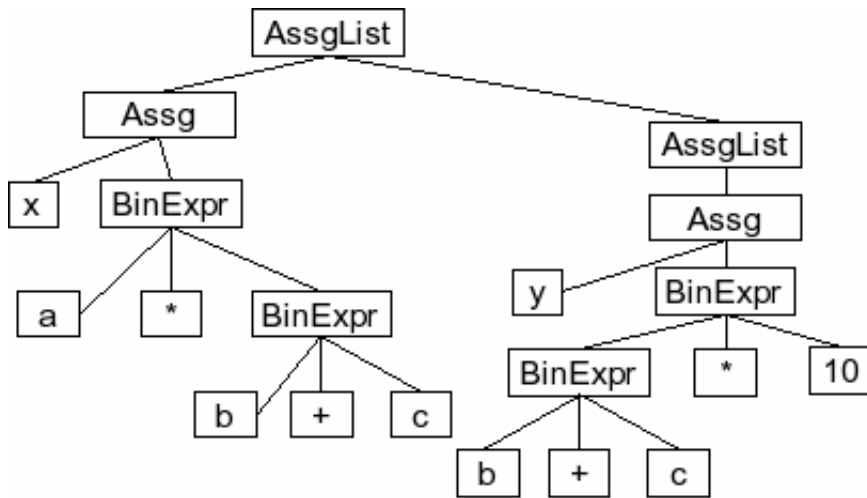 AssgList
Assg
AssgList
x
BinExpr
Assg
a
*
BinExpr
y
BinExpr
b
+
c
BinExpr
*
10
b
+
c